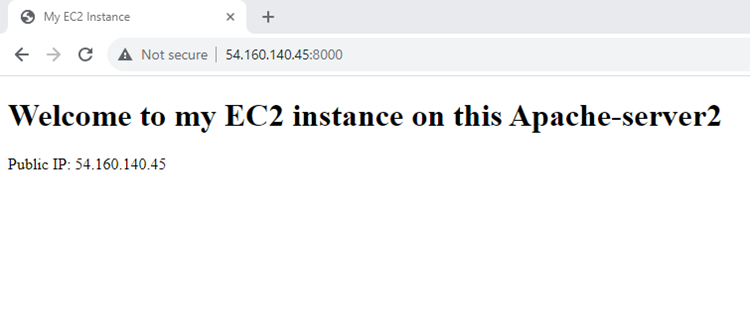 My EC2 Instance
Not secure | 54.160.140.45:8000
Welcome to my EC2 instance on this Apache-server2
Public IP: 54.160.140.45